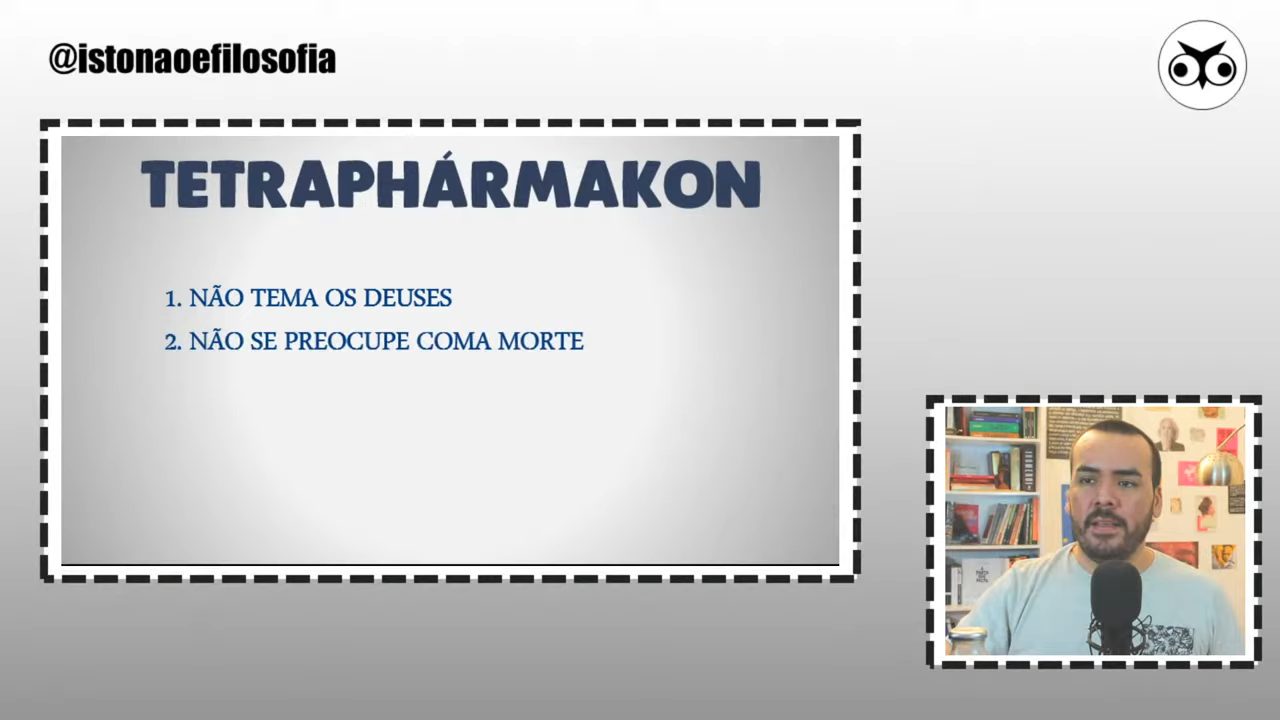 @istonaoefilosofia
TETRAPHÁRMAKON
1. NÃO TEMA OS DEUSES
2. NÃO SE PREOCUPE COMA MORTE